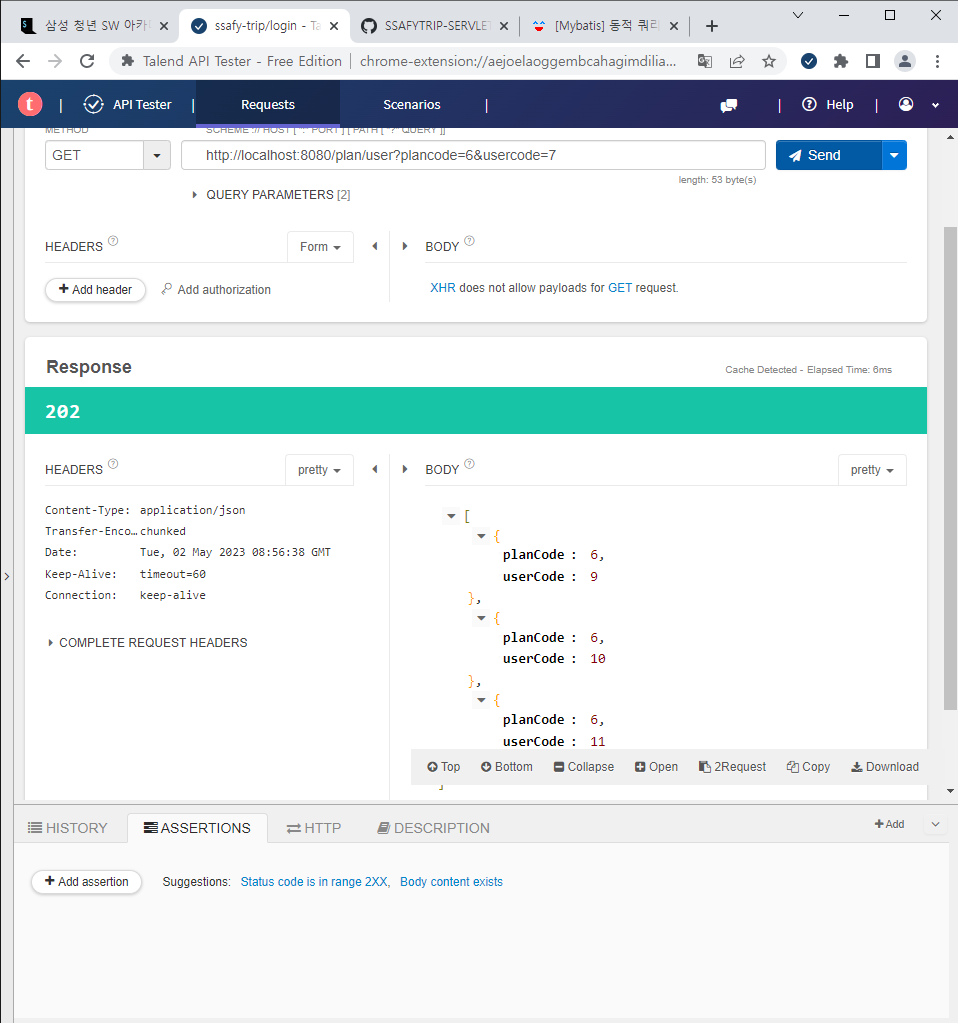 삼성 청년 SW 아카
ssafy-trip/login - Ta
SSAFYTRIP-SERVLET
[Mybatis] 동적 쿼리
Talend API Tester - Free Edition | chrome-extension://aejoelaoggembcahagimdilia...
t | API Tester | Requests Scenarios | | Help |
METHOD SCHEME :// HOST [ ":" PORT ] [ PATH [ "?" QUERY ]]
GET http://localhost:8080/plan/user?plancode=6&usercode=7 Send
length: 53 byte(s)
QUERY PARAMETERS [2]
HEADERS ? Form BODY ?
+ Add header Add authorization XHR does not allow payloads for GET request.
Response Cache Detected - Elapsed Time: 6ms
202
HEADERS ? pretty BODY ? pretty
Content-Type: application/json
Transfer-Enco… chunked
Date: Tue, 02 May 2023 08:56:38 GMT
Keep-Alive: timeout=60
Connection: keep-alive
COMPLETE REQUEST HEADERS
[
{
planCode : 6,
userCode : 9
},
{
planCode : 6,
userCode : 10
},
{
planCode : 6,
userCode : 11
Top Bottom Collapse Open 2Request Copy Download
]
HISTORY ASSERTIONS HTTP DESCRIPTION + Add
+ Add assertion Suggestions: Status code is in range 2XX, Body content exists